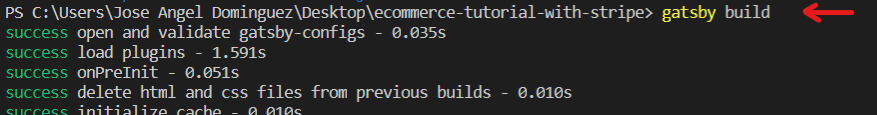 PS C:\Users\Jose Angel Dominguez\Desktop\ecommerce-tutorial-with-stripe> gatsby build
success open and validate gatsby-configs - 0.035s
success load plugins - 1.591s
success onPreInit - 0.051s
success delete html and css files from previous builds - 0.010s
success initialize cache - 0.010s